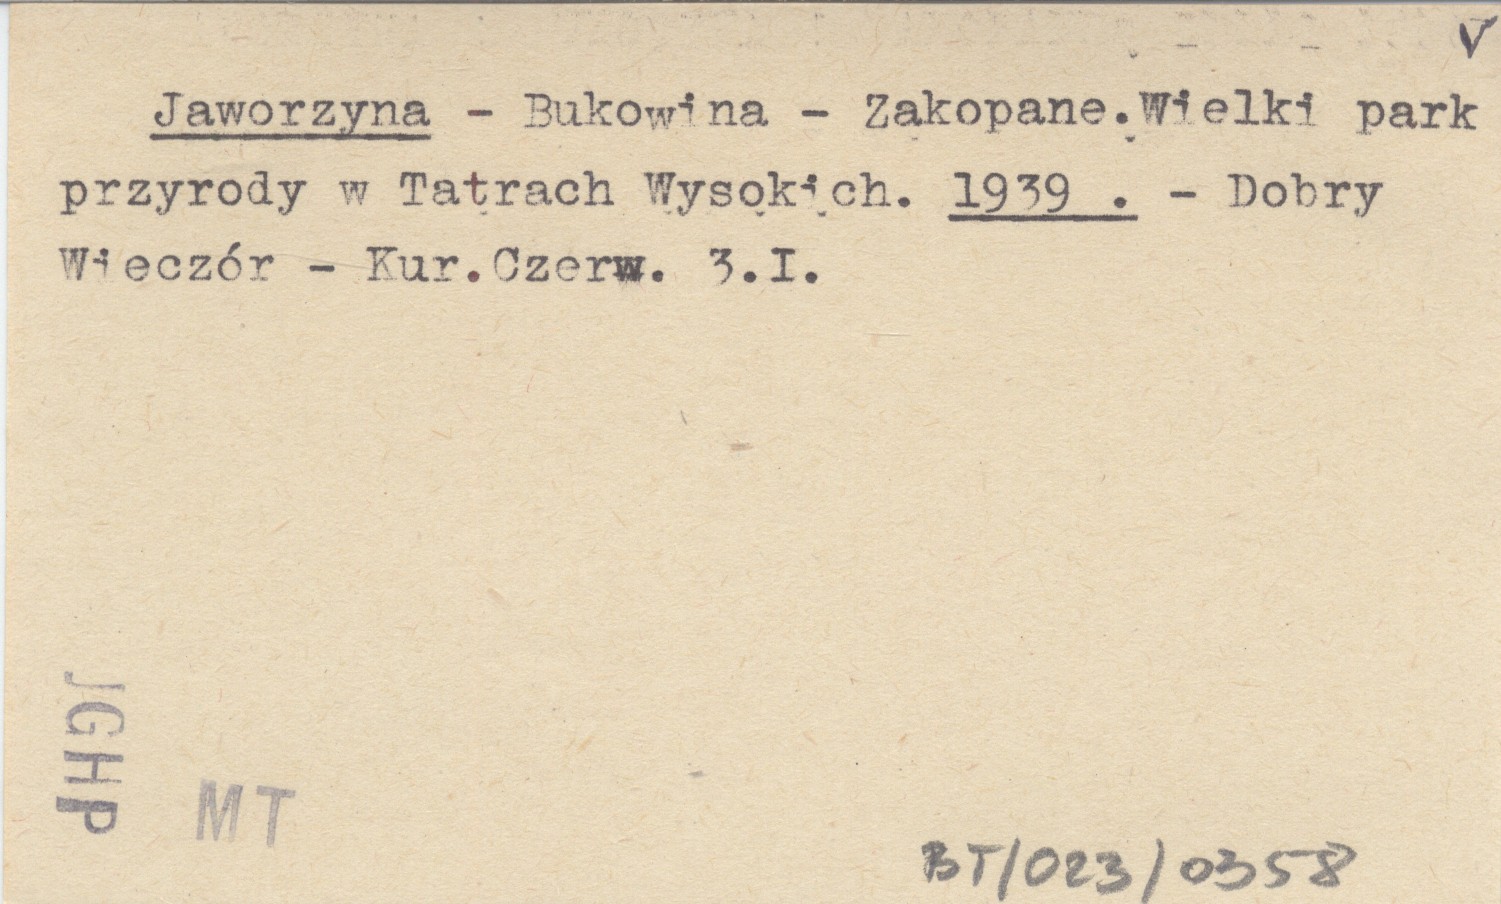 V
Jaworzyna - Bukowina - Zakopane.Wielki park
przyrody w Tatrach Wysokich. 1939 . - Dobry
Wieczór - Kur.Czerw. 3.I.
JGHP
MT
BT/023/0358